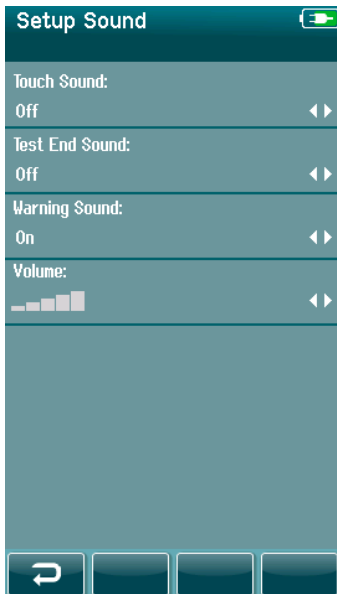 Setup Sound
Touch Sound:
Off
Test End Sound:
Off
Warning Sound:
On
Volume: